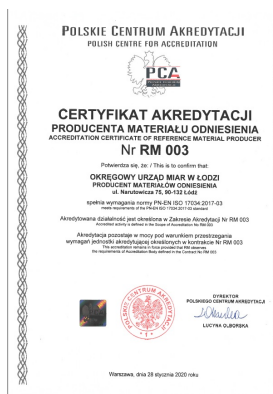 POLSKIE CENTRUM AKREDYTACJI
POLISH CENTRE FOR ACCREDITATION
PCA
CERTYFIKAT AKREDYTACJI
PRODUCENTA MATERIAŁU ODNIESIENIA
ACCREDITATION CERTIFICATE OF REFERENCE MATERIAL PRODUCER
Nr RM 003
Potwierdza się, że: / This is to confirm that:
OKRĘGOWY URZĄD MIAR W ŁODZI
PRODUCENT MATERIAŁÓW ODNIESIENIA
ul. Narutowicza 75, 90-132 Łódź
spełnia wymagania normy PN-EN ISO 17034:2017-03
meets requirements of the PN-EN ISO 17034:2017-03 standard
Akredytowana działalność jest określona w Zakresie Akredytacji Nr RM 003
Accredited activity is defined in the Scope of Accreditation No RM 003
Akredytacja pozostaje w mocy pod warunkiem przestrzegania
wymagań jednostki akredytującej określonych w kontrakcie Nr RM 003
This accreditation remains in force provided that RM observes
the requirements of Accreditation Body defined in the Contract No RM 003
POLSKIE CENTRUM AKREDYTACJI
DYREKTOR
POLSKIEGO CENTRUM AKREDYTACJI
LUCYNA OLBORSKA
Warszawa, dnia 28 stycznia 2020 roku